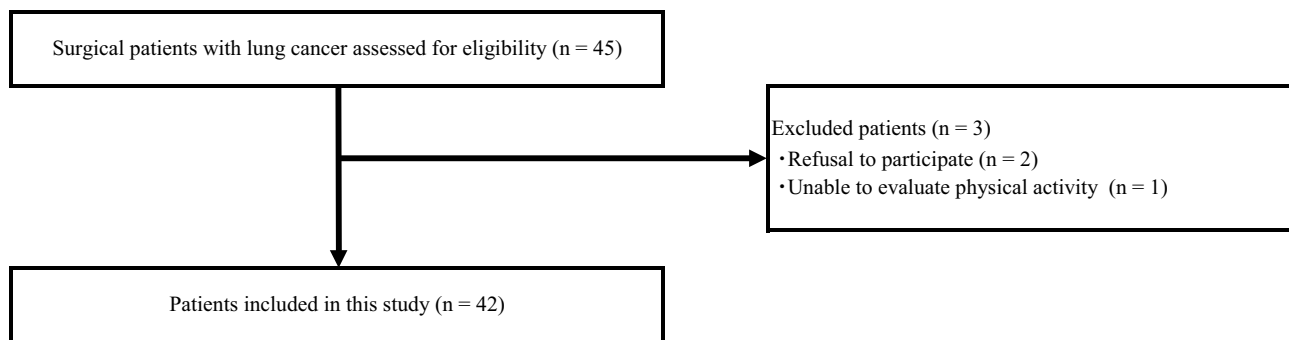 Surgical patients with lung cancer assessed for eligibility (n = 45)
Excluded patients (n = 3)
・Refusal to participate (n = 2)
・Unable to evaluate physical activity (n = 1)
Patients included in this study (n = 42)